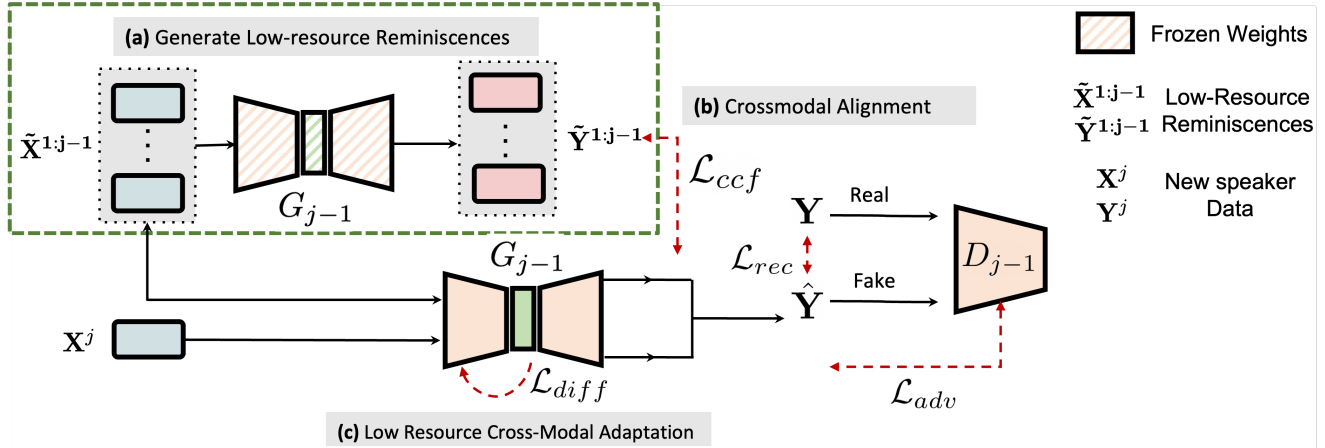 (a) Generate Low-resource Reminiscences
X̃^{1:j−1}
⋮
G_{j−1}
⋮
Ỹ^{1:j−1}
(b) Crossmodal Alignment
ℒ_{ccf}
G_{j−1}
X^j
ℒ_{diff}
(c) Low Resource Cross-Modal Adaptation
Y
Real
ℒ_{rec}
Ŷ
Fake
D_{j−1}
ℒ_{adv}
Frozen Weights
X̃^{1:j−1} Low-Resource
Ỹ^{1:j−1} Reminiscences
X^j New speaker
Y^j Data